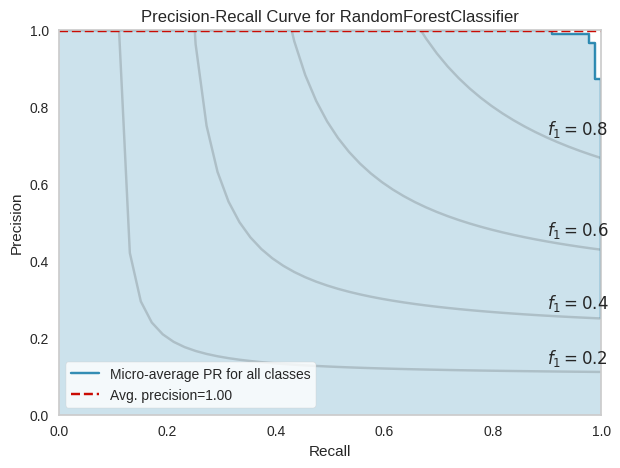 Precision-Recall Curve for RandomForestClassifier
1.0
0.8
0.6
0.4
0.2
0.0
Precision
f₁ = 0.8
f₁ = 0.6
f₁ = 0.4
f₁ = 0.2
Micro-average PR for all classes
Avg. precision=1.00
0.0 0.2 0.4 0.6 0.8 1.0
Recall